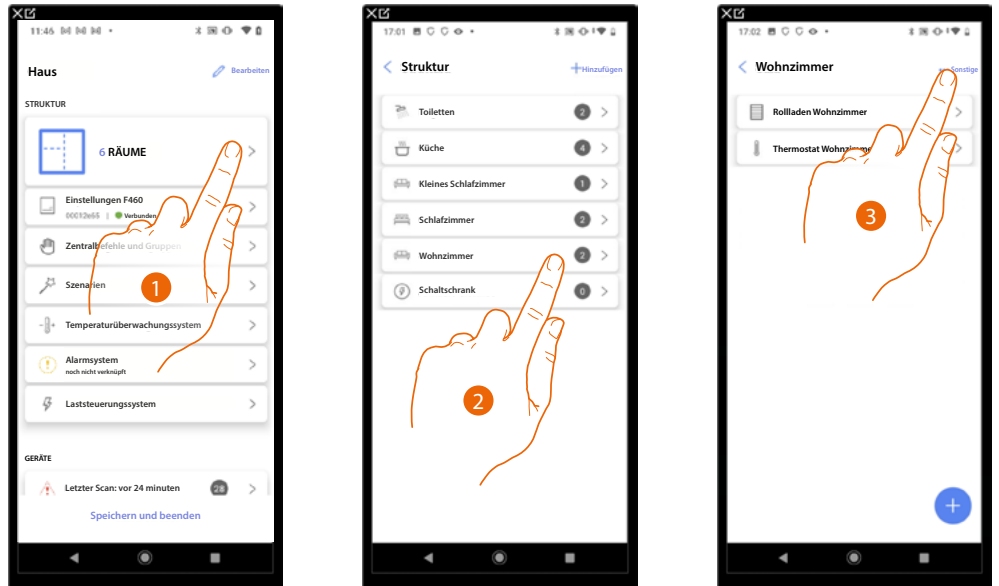 11:46
Haus
Bearbeiten
STRUKTUR
6 RÄUME
Einstellungen F460
00012e65 | Verbunden
Zentralbefehle und Gruppen
Szenarien
1
Temperaturüberwachungssystem
Alarmsystem
noch nicht verknüpft
Laststeuerungssystem
GERÄTE
Letzter Scan: vor 24 minuten 28
Speichern und beenden
17:01
Struktur
Hinzufügen
Toiletten 2
Küche 4
Kleines Schlafzimmer 1
Schlafzimmer 2
Wohnzimmer 2
Schaltschrank 0
2
17:02
Wohnzimmer
Sonstige
Rollladen Wohnzimmer
Thermostat Wohnzimmer
3